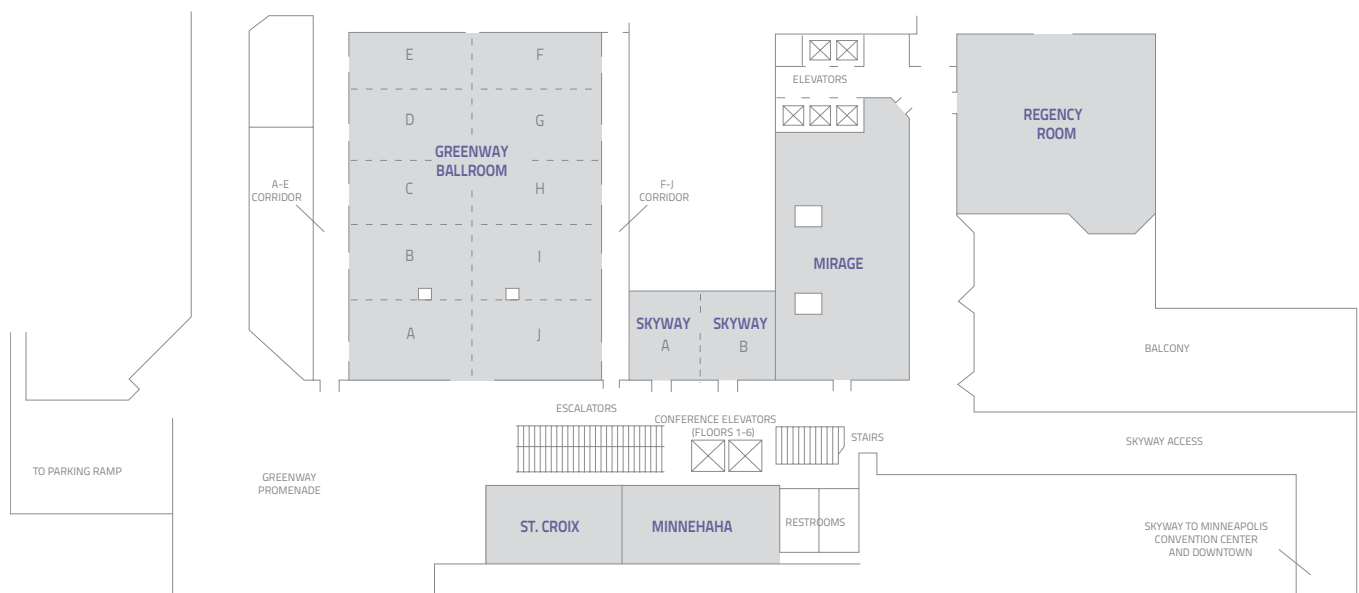 E
F
ELEVATORS
D
G
REGENCY
ROOM
GREENWAY
BALLROOM
A-E
CORRIDOR
C
H
F-J
CORRIDOR
B
I
MIRAGE
A
J
SKYWAY
A
SKYWAY
B
BALCONY
ESCALATORS
CONFERENCE ELEVATORS
(FLOORS 1-6)
STAIRS
SKYWAY ACCESS
TO PARKING RAMP
GREENWAY
PROMENADE
ST. CROIX
MINNEHAHA
RESTROOMS
SKYWAY TO MINNEAPOLIS
CONVENTION CENTER
AND DOWNTOWN